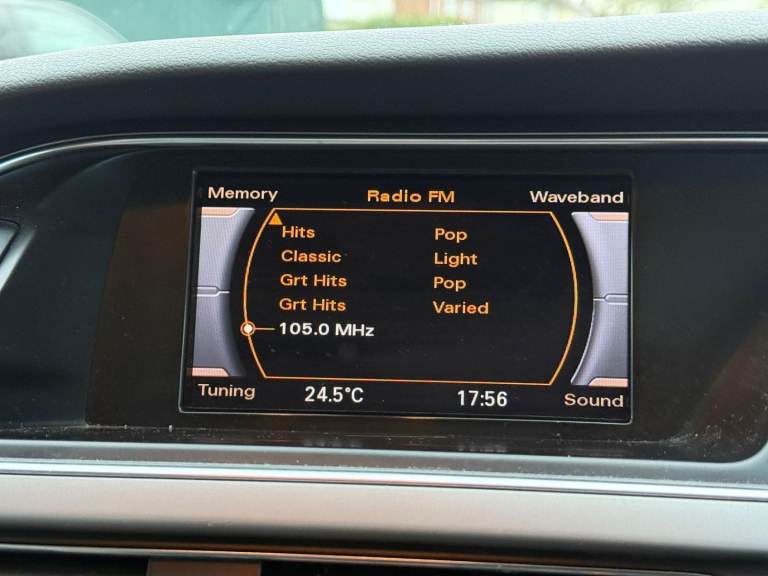 Memory Radio FM Waveband
Hits Pop
Classic Light
Grt Hits Pop
Grt Hits Varied
105.0 MHz
Tuning 24.5°C 17:56 Sound